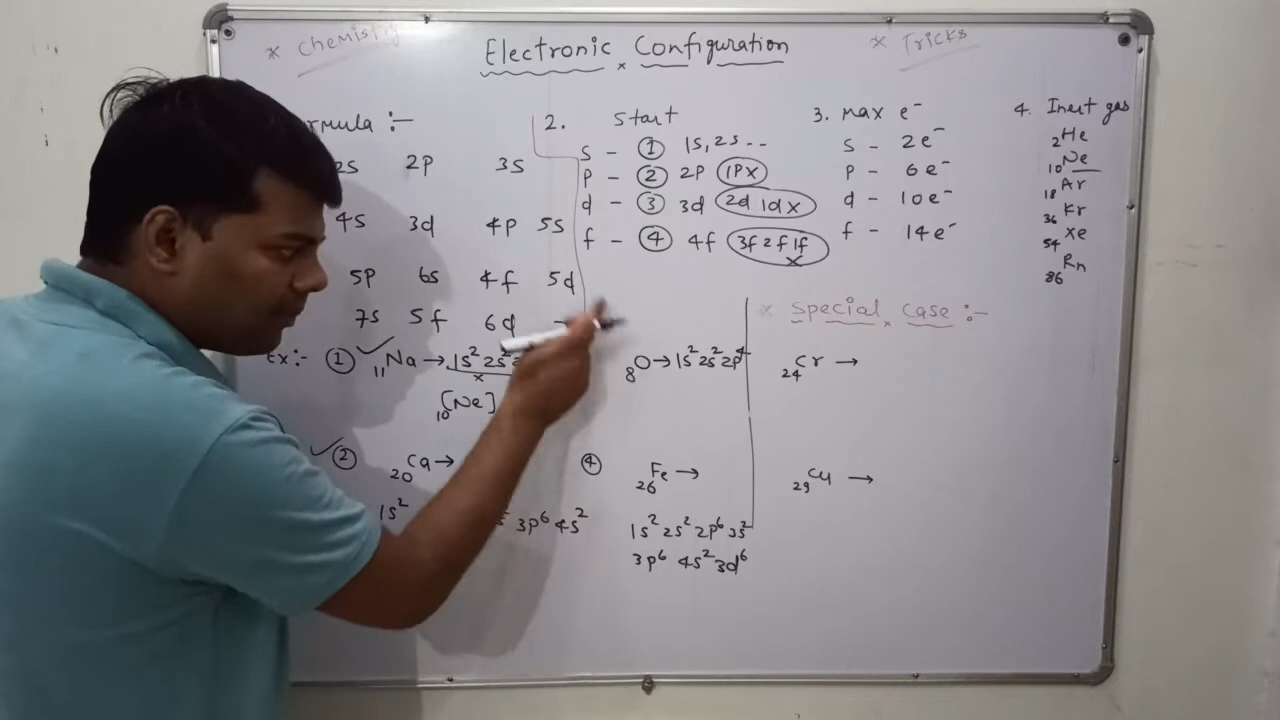 * Chemistry
Electronic Configuration
* Tricks
:-
2s 2p 3s
4s 3d 4p 5s
5p 6s 4f 5d
7s 5f 6d
2. Start
s - ① 1s, 2s --
p - ② 2p 1p x
d - ③ 3d 2d 1d x
f - ④ 4f 3f 2f 1f x
3. max e⁻
s - 2e⁻
p - 6e⁻
d - 10e⁻
f - 14e⁻
4. Inert gas
₂He
₁₀Ne
₁₈Ar
₃₆Kr
₅₄Xe
₈₆Rn
Ex:- ① ✓ ₁₁Na → 1s² 2s²
x
₁₀[Ne]
✓ ② ₂₀Ca →
1s² 3p⁶ 4s²
₈O → 1s² 2s² 2p⁴
④ ₂₆Fe →
1s² 2s² 2p⁶ 3s²
3p⁶ 4s² 3d⁶
* Special Case :-
₂₄Cr →
₂₉Cu →